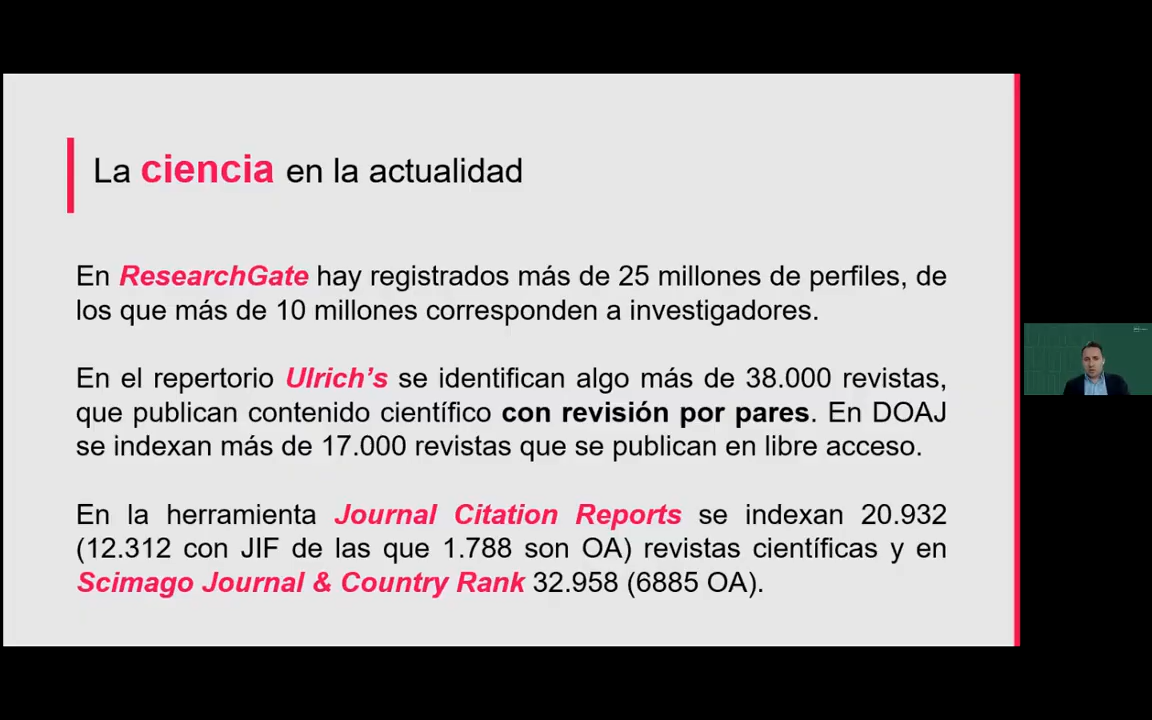 La ciencia en la actualidad
En ResearchGate hay registrados más de 25 millones de perfiles, de
los que más de 10 millones corresponden a investigadores.
En el repertorio Ulrich’s se identifican algo más de 38.000 revistas,
que publican contenido científico con revisión por pares. En DOAJ
se indexan más de 17.000 revistas que se publican en libre acceso.
En la herramienta Journal Citation Reports se indexan 20.932
(12.312 con JIF de las que 1.788 son OA) revistas científicas y en
Scimago Journal & Country Rank 32.958 (6885 OA).